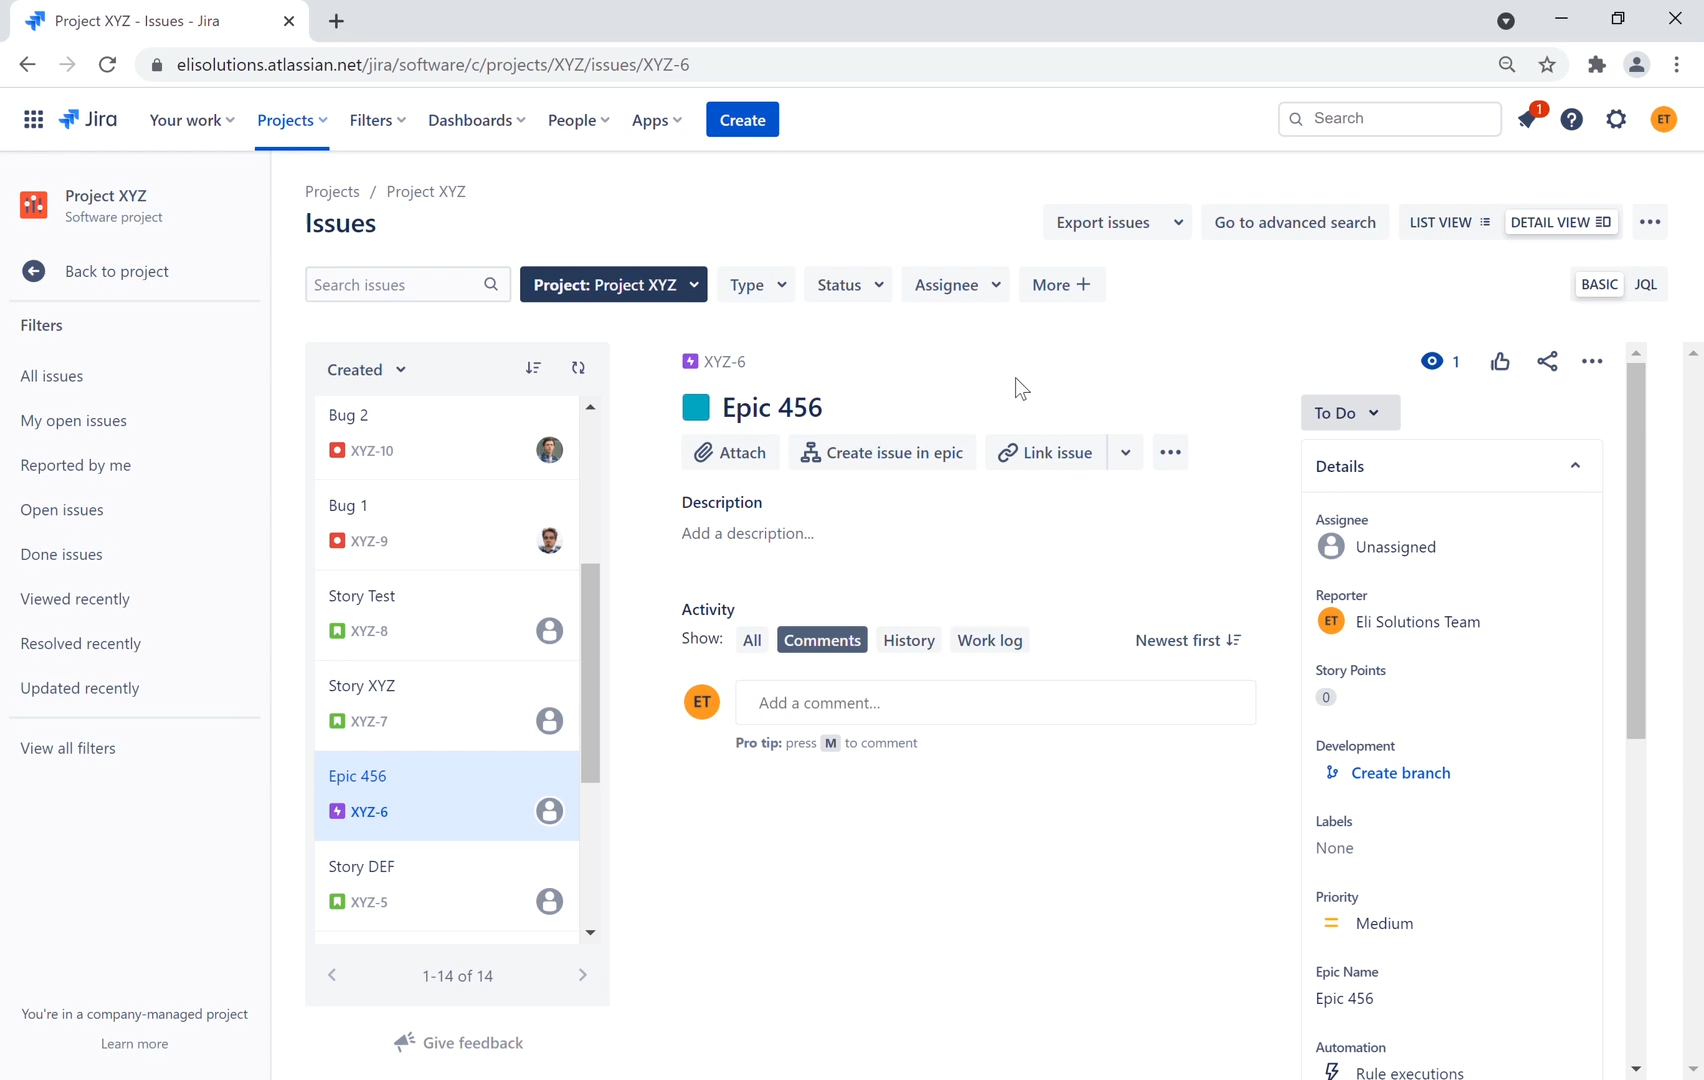 Project XYZ - Issues - Jira
elisolutions.atlassian.net/jira/software/c/projects/XYZ/issues/XYZ-6
Jira
Your work
Projects
Filters
Dashboards
People
Apps
Create
Search
1
ET
Project XYZ
Software project
Back to project
Filters
All issues
My open issues
Reported by me
Open issues
Done issues
Viewed recently
Resolved recently
Updated recently
View all filters
You're in a company-managed project
Learn more
Projects / Project XYZ
Issues
Export issues
Go to advanced search
LIST VIEW
DETAIL VIEW
Search issues
Project: Project XYZ
Type
Status
Assignee
More
BASIC
JQL
Created
Bug 2
XYZ-10
Bug 1
XYZ-9
Story Test
XYZ-8
Story XYZ
XYZ-7
Epic 456
XYZ-6
Story DEF
XYZ-5
1-14 of 14
Give feedback
XYZ-6
Epic 456
Attach
Create issue in epic
Link issue
Description
Add a description...
Activity
Show:
All
Comments
History
Work log
Newest first
ET
Add a comment...
Pro tip: press M to comment
1
To Do
Details
Assignee
Unassigned
Reporter
ET
Eli Solutions Team
Story Points
0
Development
Create branch
Labels
None
Priority
Medium
Epic Name
Epic 456
Automation
Rule executions